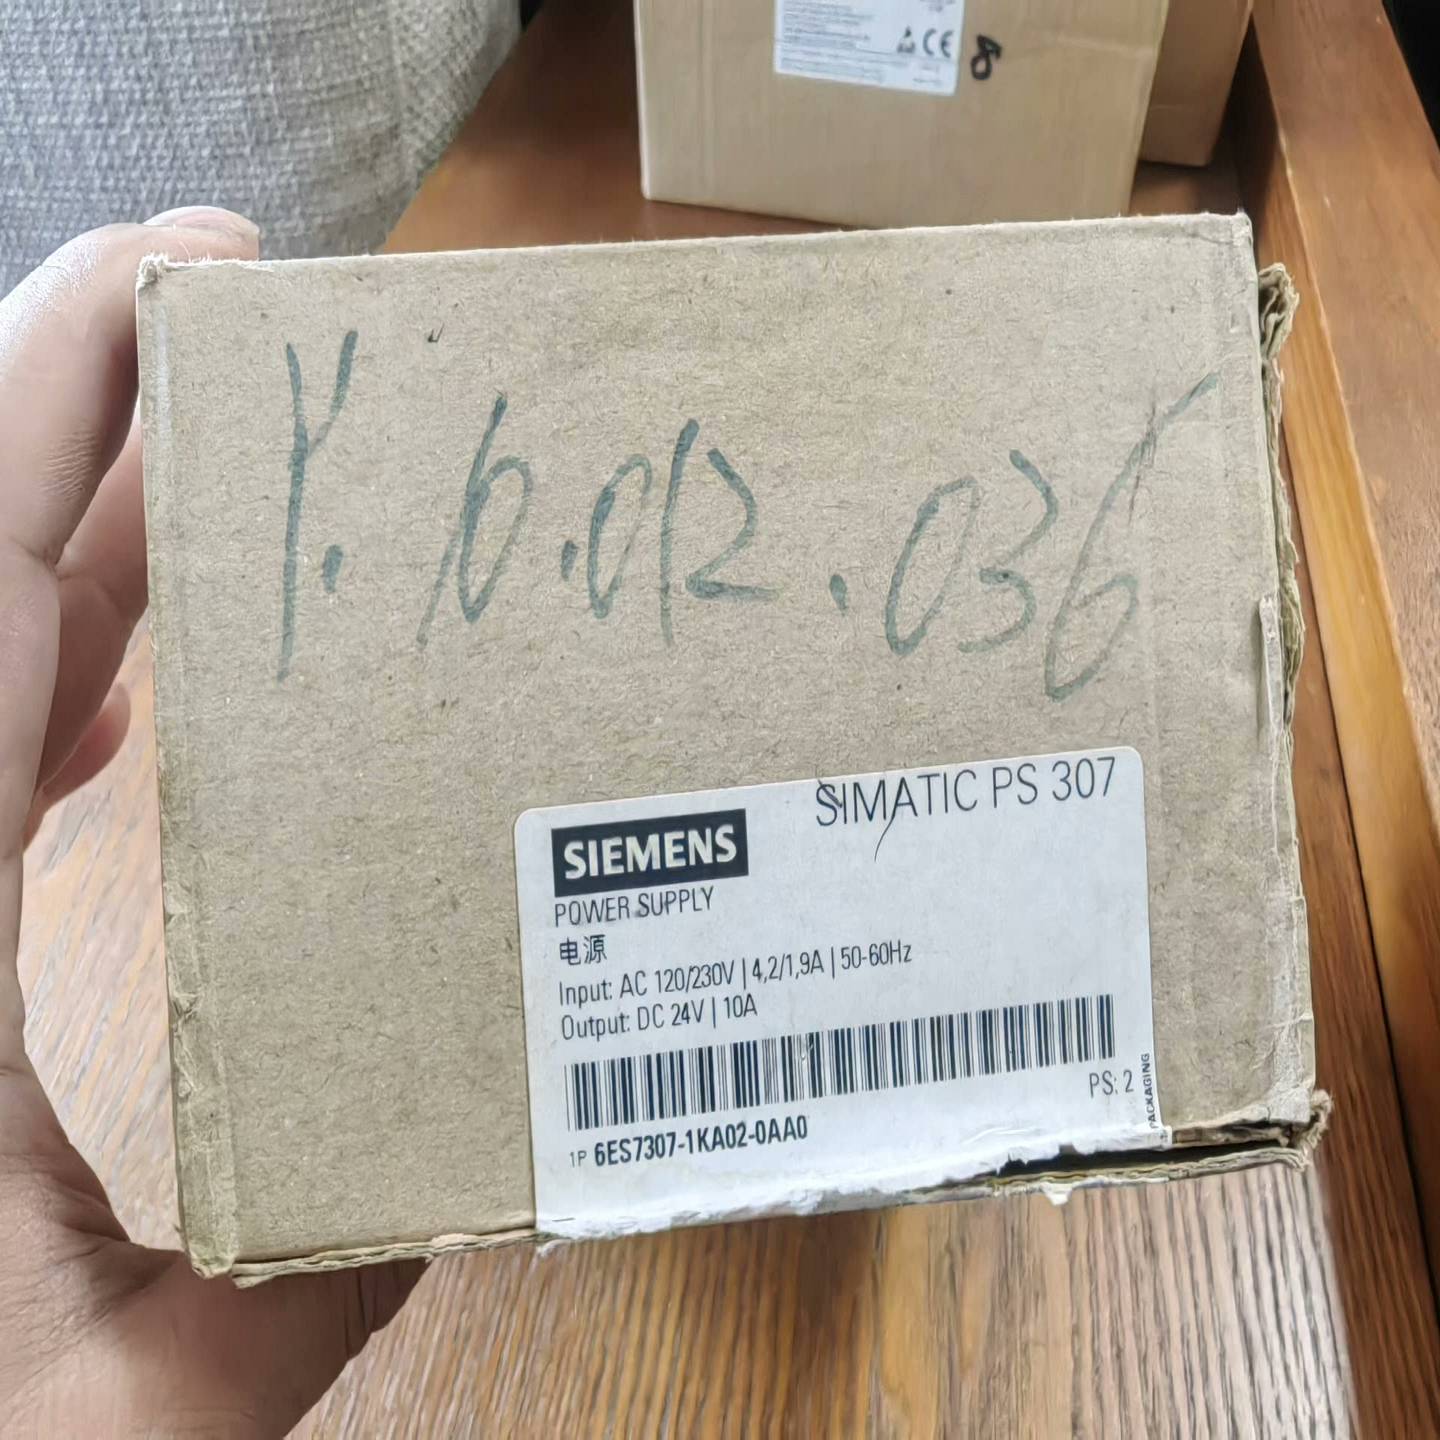 8
Y.10.012.036
SIMATIC PS 307
SIEMENS
POWER SUPPLY
电源
Input: AC 120/230V | 4,2/1,9A | 50-60Hz
Output: DC 24V | 10A
PS: 2
PACKAGING
1P 6ES7307-1KA02-0AA0